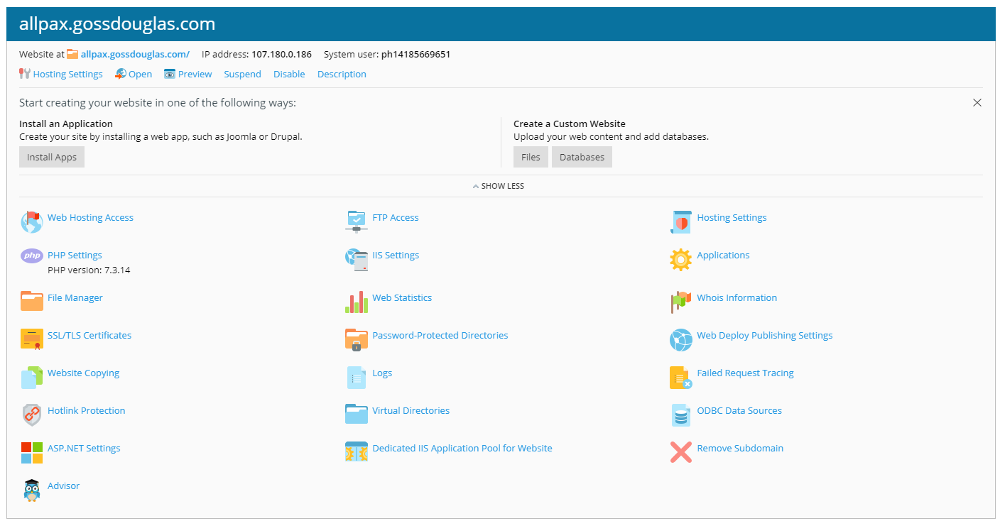 allpax.gossdouglas.com
Website at allpax.gossdouglas.com/ IP address: 107.180.0.186 System user: ph14185669651
Hosting Settings Open Preview Suspend Disable Description
Start creating your website in one of the following ways:
Install an Application
Create your site by installing a web app, such as Joomla or Drupal.
Install Apps
Create a Custom Website
Upload your web content and add databases.
Files Databases
SHOW LESS
Web Hosting Access FTP Access Hosting Settings
php PHP Settings IIS Settings Applications
PHP version: 7.3.14
File Manager Web Statistics Whois Information
SSL/TLS Certificates Password-Protected Directories Web Deploy Publishing Settings
Website Copying Logs Failed Request Tracing
Hotlink Protection Virtual Directories ODBC Data Sources
ASP.NET Settings Dedicated IIS Application Pool for Website Remove Subdomain
Advisor